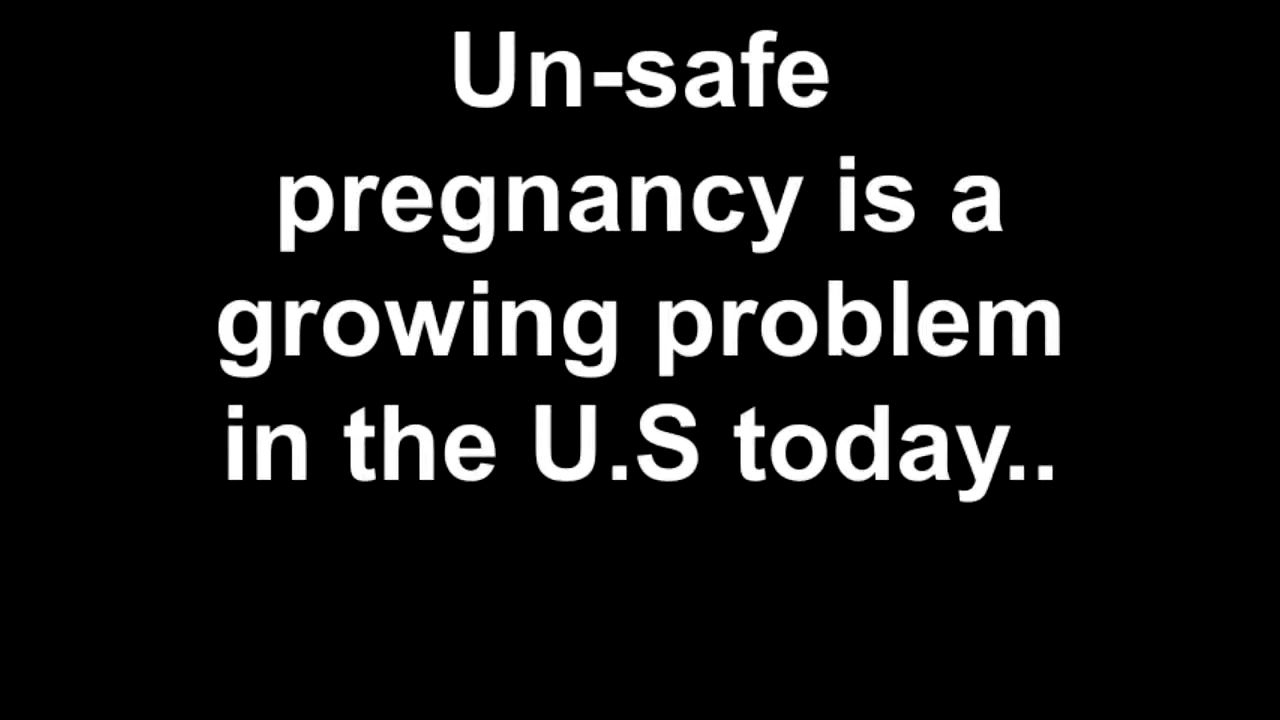 Un-safe
pregnancy is a
growing problem
in the U.S today..